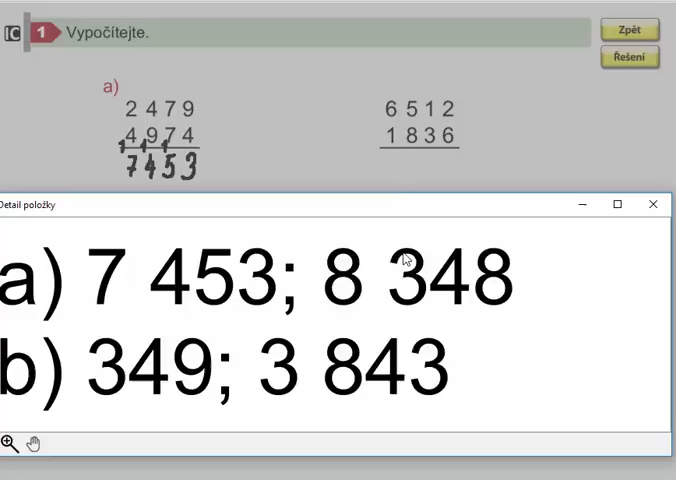 IC
1 Vypočítejte.
Zpět
Řešení
a)
2 4 7 9
6 5 1 2
4 9 7 4
1 8 3 6
1 1 1
7 4 5 3
Detail položky
a) 7 453; 8 348
b) 349; 3 843